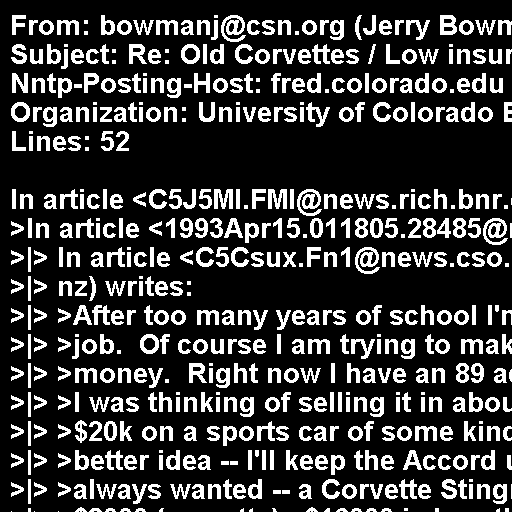 From: bowmanj@csn.org (Jerry Bowm
Subject: Re: Old Corvettes / Low insur
Nntp-Posting-Host: fred.colorado.edu
Organization: University of Colorado B
Lines: 52

In article <C5J5MI.FMI@news.rich.bnr.
>In article <1993Apr15.011805.28485@
>|> In article <C5Csux.Fn1@news.cso.
>|> nz) writes:
>|> >After too many years of school I'm
>|> >job.  Of course I am trying to mak
>|> >money.  Right now I have an 89 a
>|> >I was thinking of selling it in abou
>|> >$20k on a sports car of some kind
>|> >better idea -- I'll keep the Accord u
>|> >always wanted -- a Corvette Sting